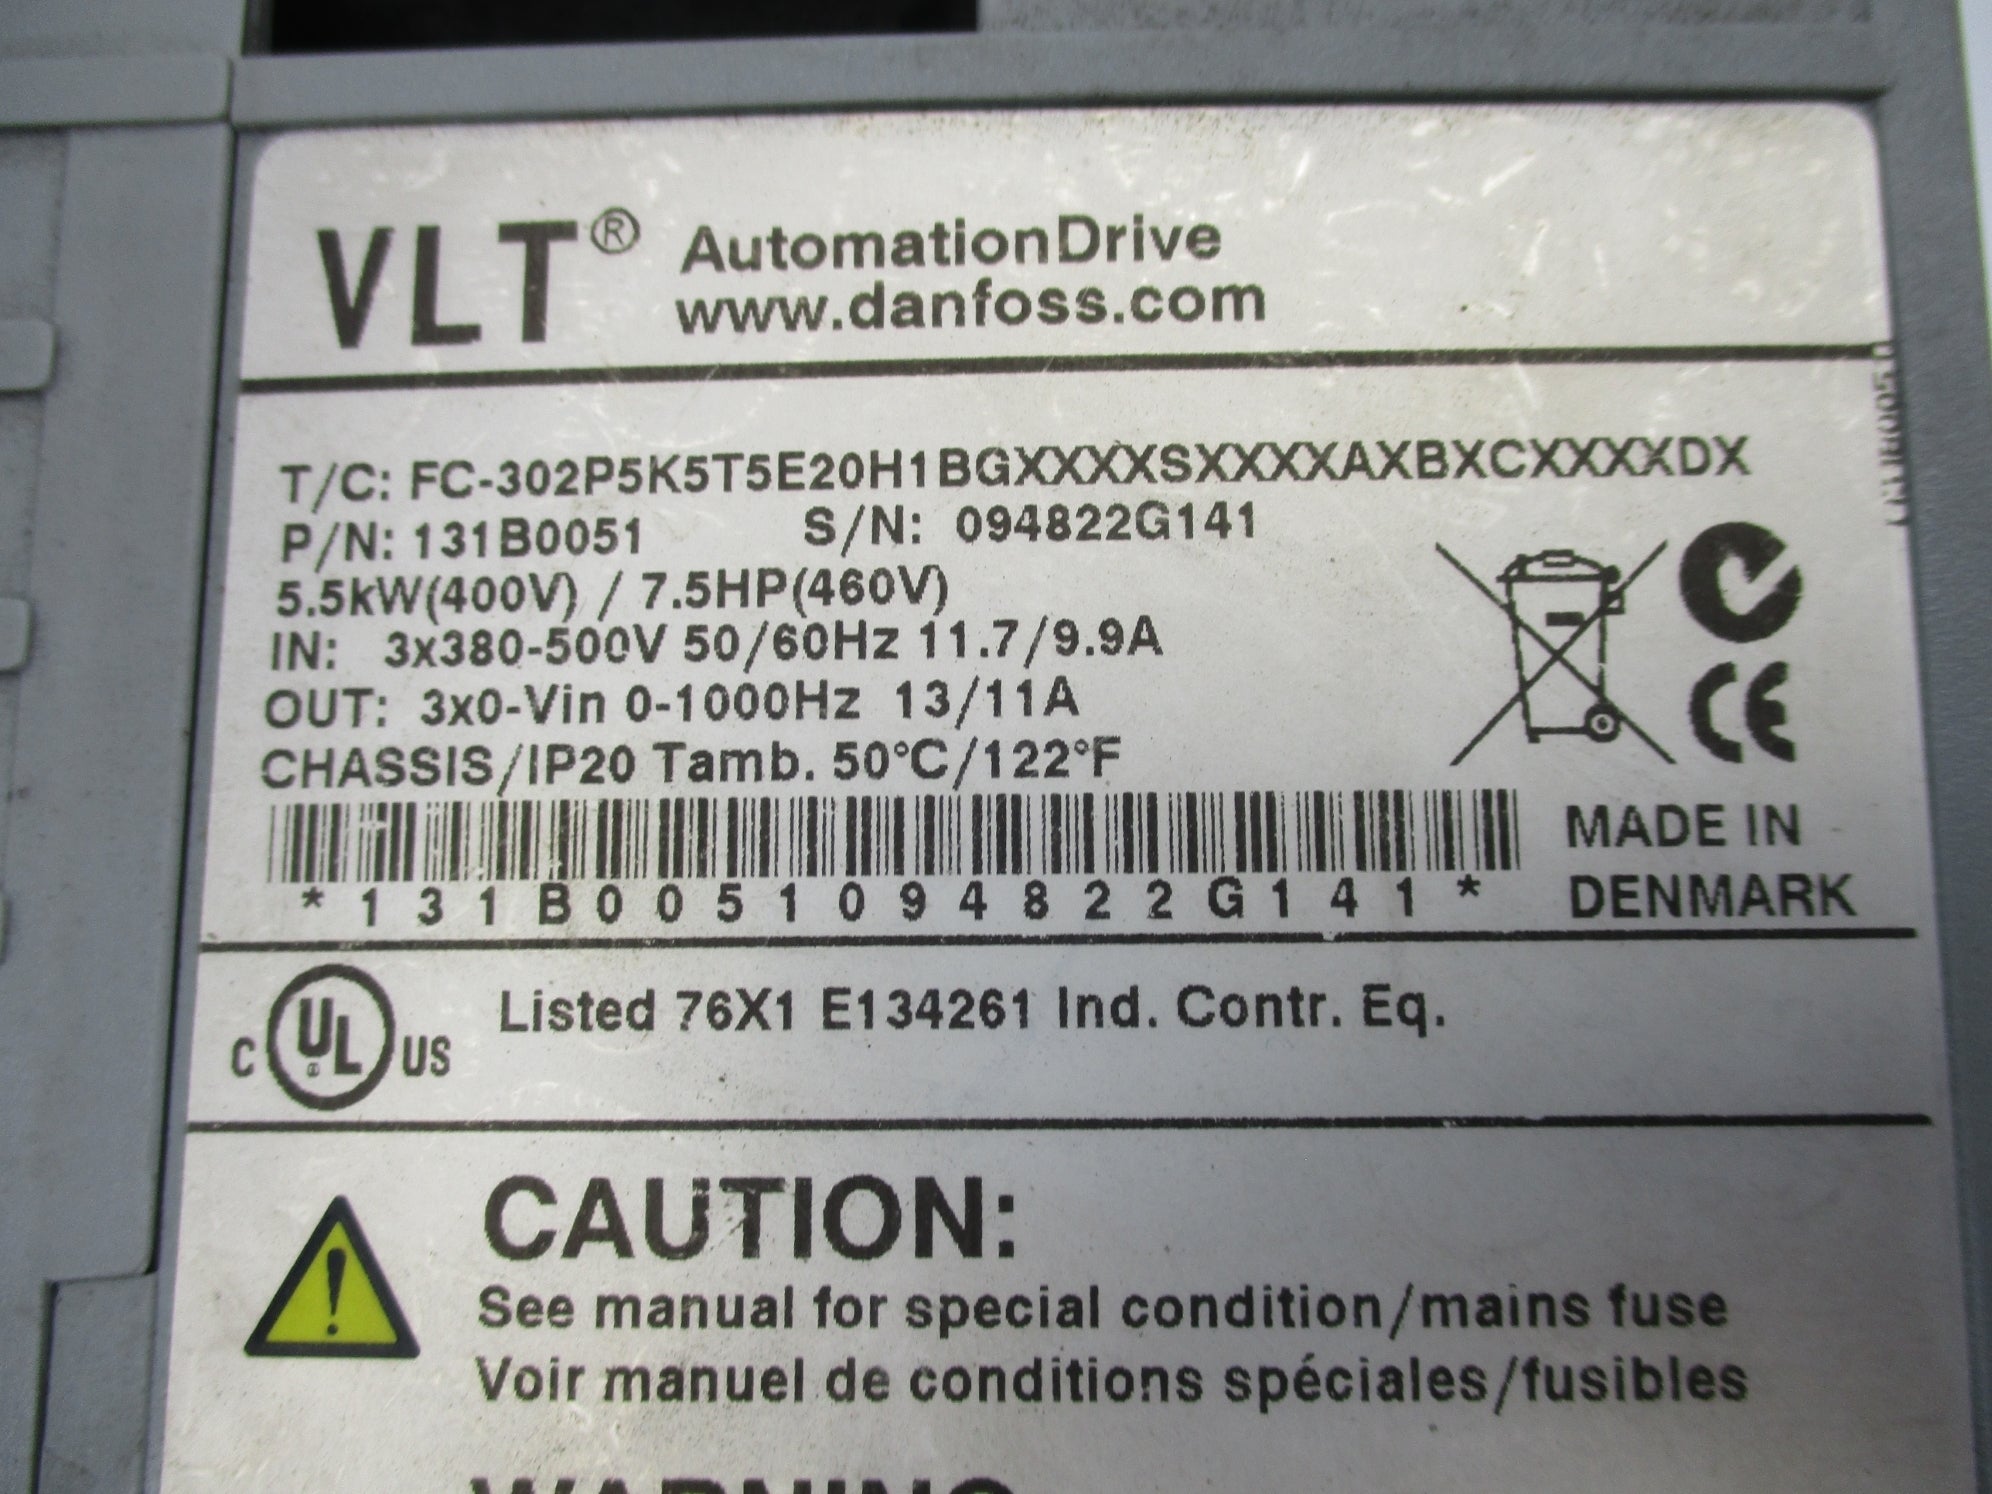 VLT® AutomationDrive
www.danfoss.com
T/C: FC-302P5K5T5E20H1BGXXXXSXXXXAXBXCXXXXDX
P/N: 131B0051 S/N: 094822G141
5.5kW(400V) / 7.5HP(460V)
IN: 3x380-500V 50/60Hz 11.7/9.9A
OUT: 3x0-Vin 0-1000Hz 13/11A
CHASSIS/IP20 Tamb. 50°C/122°F
*131B0051094822G141*
MADE IN
DENMARK
CE
C UL® US Listed 76X1 E134261 Ind. Contr. Eq.
CAUTION:
See manual for special condition/mains fuse
Voir manuel de conditions spéciales/fusibles
WARNING